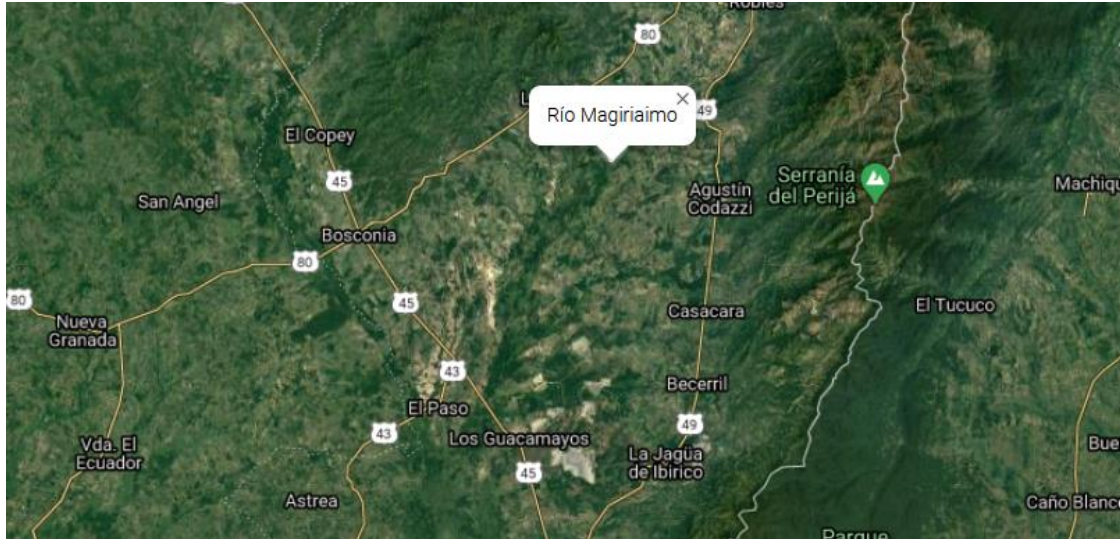 80
El Copey
45
San Angel
Bosconia
80
80
Nueva
Granada
45
43
El Paso
43
Vda. El
Ecuador
Los Guacamayos
45
Astrea
Río Magiriaimo
×
49
Agustín
Codazzi
Serranía
del Perijá
Casacara
El Tucuco
Becerril
49
La Jagua
de Ibirico
Caño Blanc
Bue
Machiqu
Parque
Robles